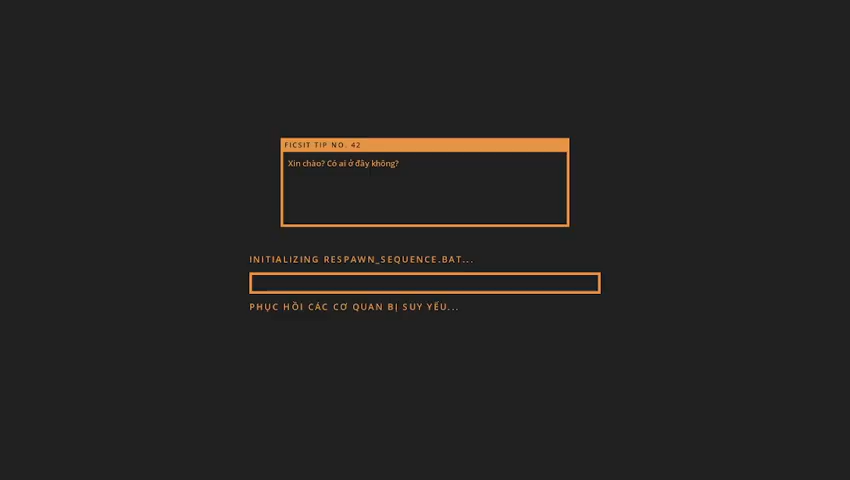 FICSIT TIP NO. 42
Xin chào? Có ai ở đây không?
INITIALIZING RESPAWN_SEQUENCE.BAT...
PHỤC HỒI CÁC CƠ QUAN BỊ SUY YẾU...